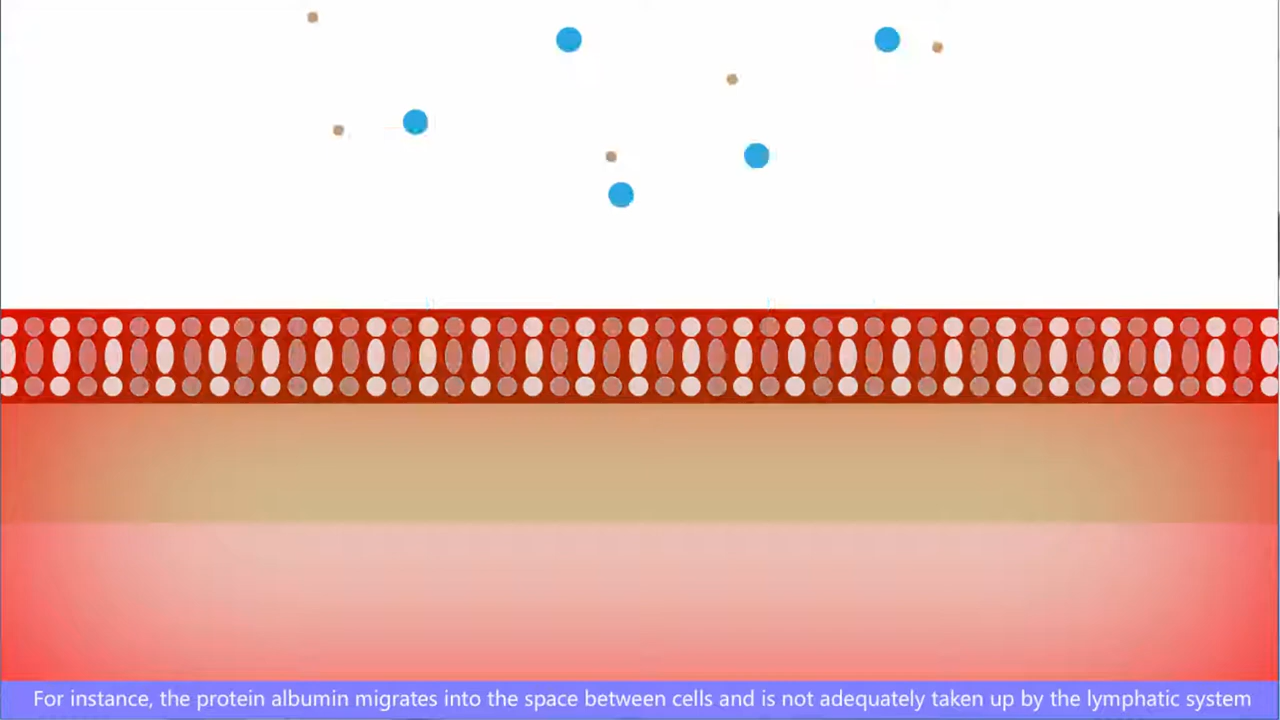 For instance, the protein albumin migrates into the space between cells and is not adequately taken up by the lymphatic system